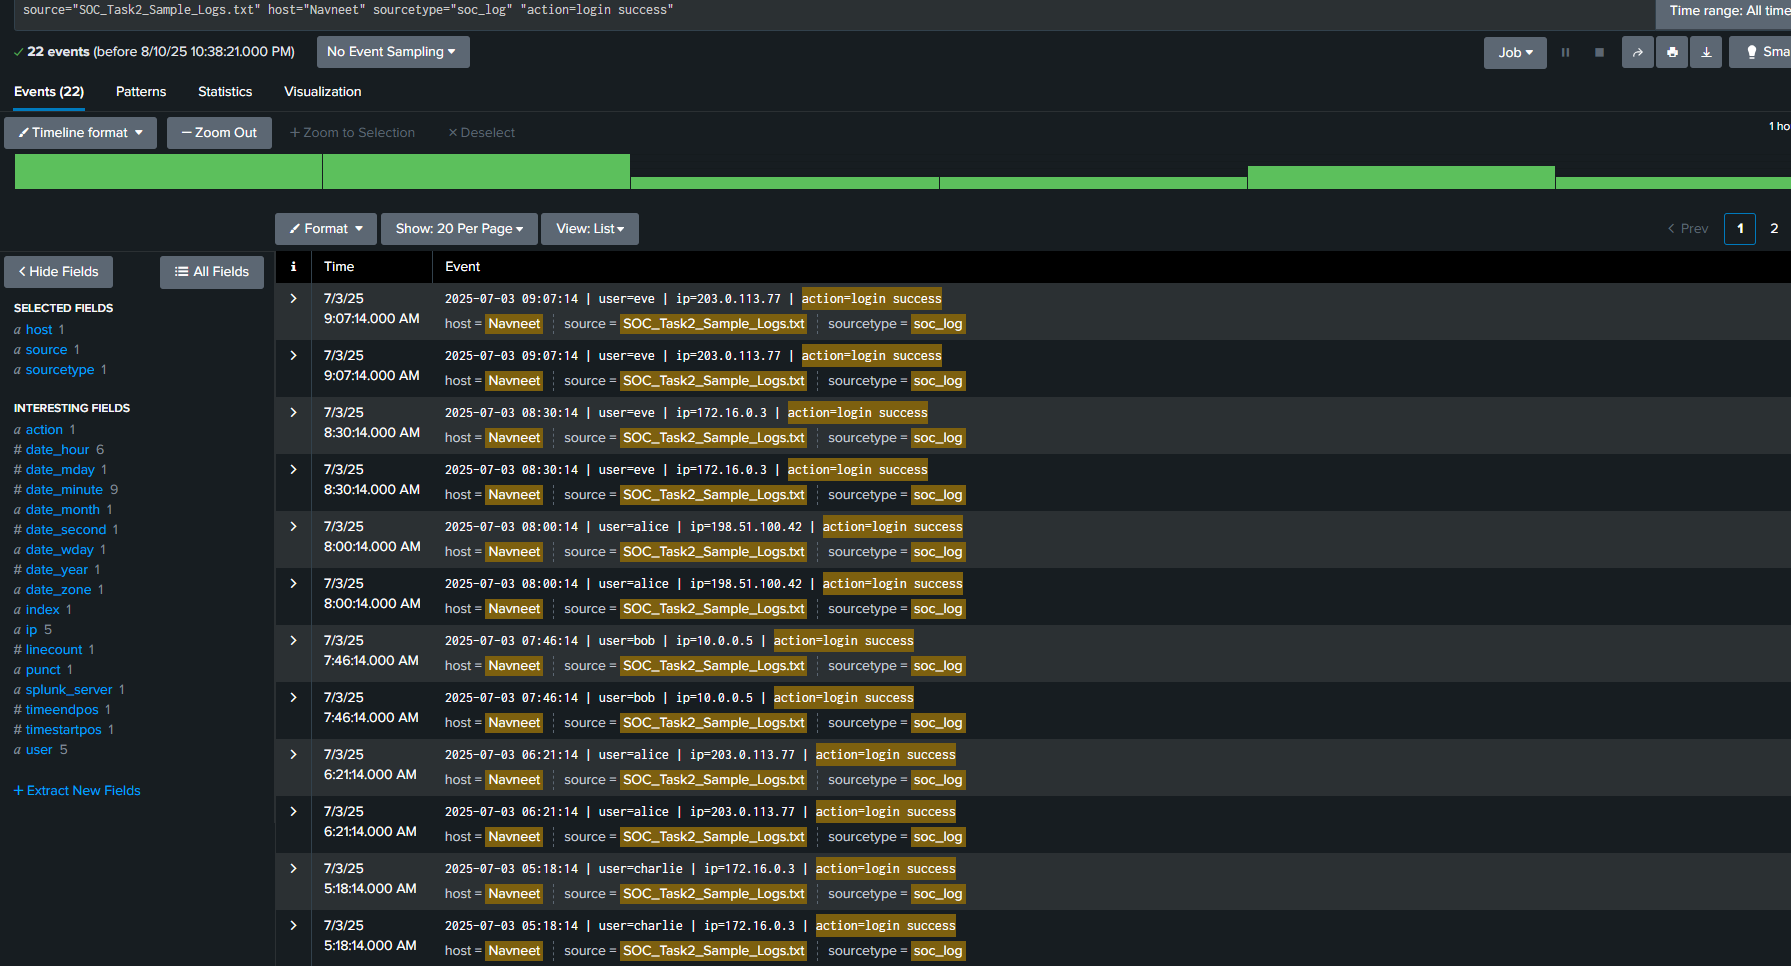 source="SOC_Task2_Sample_Logs.txt" host="Navneet" sourcetype="soc_log" "action=login success"
Time range: All time
22 events (before 8/10/25 10:38:21.000 PM)
No Event Sampling
Job
Sma
Events (22)
Patterns
Statistics
Visualization
Timeline format
— Zoom Out
+ Zoom to Selection
× Deselect
1 ho
Format
Show: 20 Per Page
View: List
< Prev
1
2
< Hide Fields
All Fields
i
Time
Event
SELECTED FIELDS
a host 1
a source 1
a sourcetype 1
INTERESTING FIELDS
a action 1
# date_hour 6
# date_mday 1
# date_minute 9
a date_month 1
# date_second 1
a date_wday 1
# date_year 1
a date_zone 1
a index 1
a ip 5
# linecount 1
a punct 1
a splunk_server 1
# timeendpos 1
# timestartpos 1
a user 5
+ Extract New Fields
7/3/25
9:07:14.000 AM
2025-07-03 09:07:14 | user=eve | ip=203.0.113.77 | action=login success
host = Navneet source = SOC_Task2_Sample_Logs.txt sourcetype = soc_log
7/3/25
9:07:14.000 AM
2025-07-03 09:07:14 | user=eve | ip=203.0.113.77 | action=login success
host = Navneet source = SOC_Task2_Sample_Logs.txt sourcetype = soc_log
7/3/25
8:30:14.000 AM
2025-07-03 08:30:14 | user=eve | ip=172.16.0.3 | action=login success
host = Navneet source = SOC_Task2_Sample_Logs.txt sourcetype = soc_log
7/3/25
8:30:14.000 AM
2025-07-03 08:30:14 | user=eve | ip=172.16.0.3 | action=login success
host = Navneet source = SOC_Task2_Sample_Logs.txt sourcetype = soc_log
7/3/25
8:00:14.000 AM
2025-07-03 08:00:14 | user=alice | ip=198.51.100.42 | action=login success
host = Navneet source = SOC_Task2_Sample_Logs.txt sourcetype = soc_log
7/3/25
8:00:14.000 AM
2025-07-03 08:00:14 | user=alice | ip=198.51.100.42 | action=login success
host = Navneet source = SOC_Task2_Sample_Logs.txt sourcetype = soc_log
7/3/25
7:46:14.000 AM
2025-07-03 07:46:14 | user=bob | ip=10.0.0.5 | action=login success
host = Navneet source = SOC_Task2_Sample_Logs.txt sourcetype = soc_log
7/3/25
7:46:14.000 AM
2025-07-03 07:46:14 | user=bob | ip=10.0.0.5 | action=login success
host = Navneet source = SOC_Task2_Sample_Logs.txt sourcetype = soc_log
7/3/25
6:21:14.000 AM
2025-07-03 06:21:14 | user=alice | ip=203.0.113.77 | action=login success
host = Navneet source = SOC_Task2_Sample_Logs.txt sourcetype = soc_log
7/3/25
6:21:14.000 AM
2025-07-03 06:21:14 | user=alice | ip=203.0.113.77 | action=login success
host = Navneet source = SOC_Task2_Sample_Logs.txt sourcetype = soc_log
7/3/25
5:18:14.000 AM
2025-07-03 05:18:14 | user=charlie | ip=172.16.0.3 | action=login success
host = Navneet source = SOC_Task2_Sample_Logs.txt sourcetype = soc_log
7/3/25
5:18:14.000 AM
2025-07-03 05:18:14 | user=charlie | ip=172.16.0.3 | action=login success
host = Navneet source = SOC_Task2_Sample_Logs.txt sourcetype = soc_log